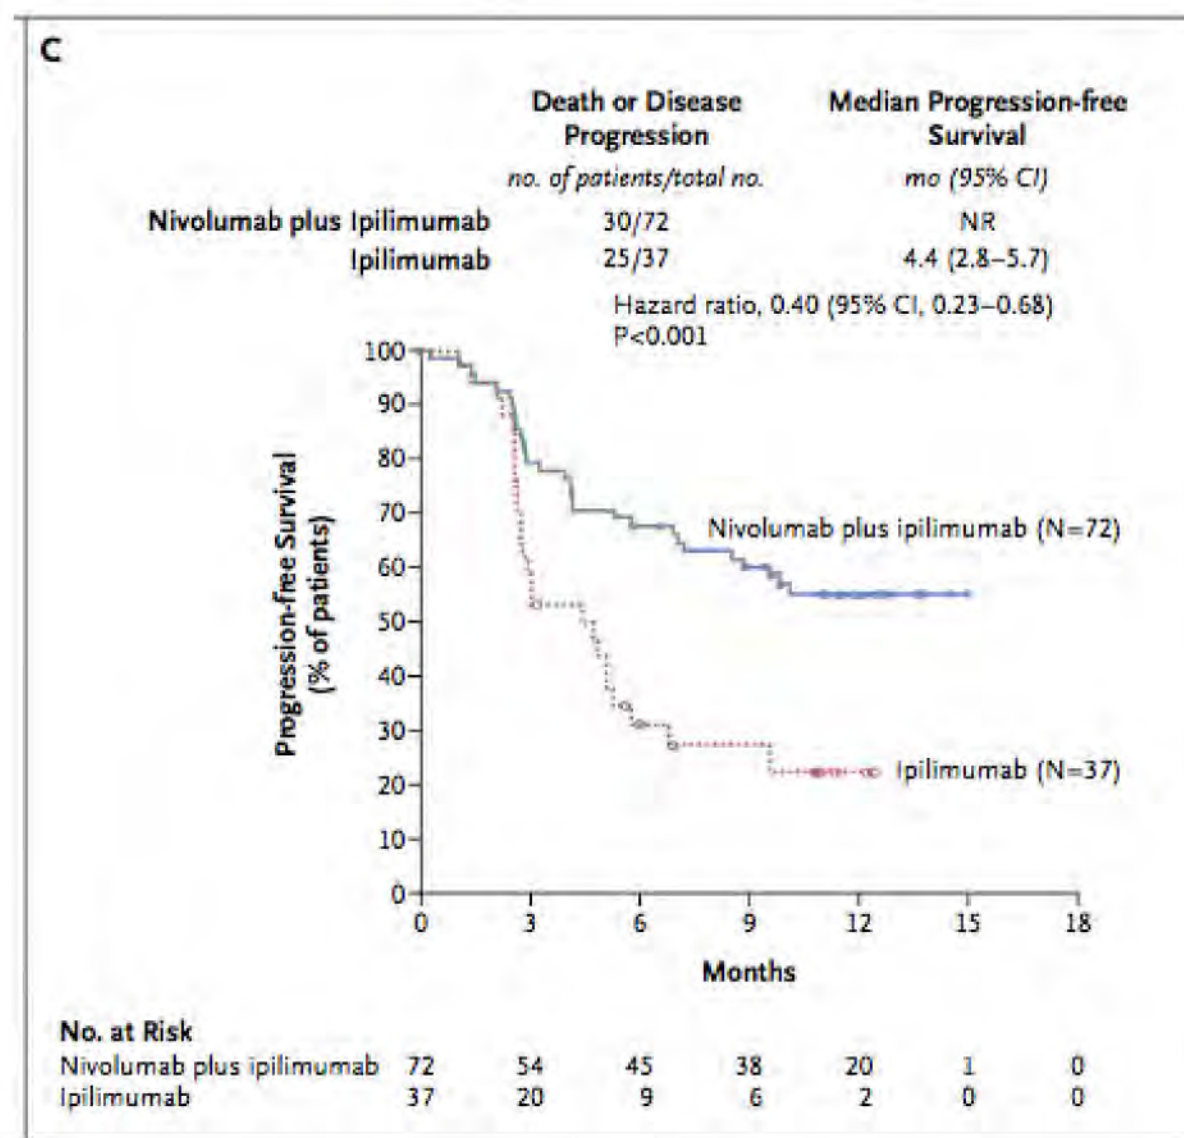 C
Death or Disease Progression
Median Progression-free Survival
no. of patients/total no.
mo (95% CI)
Nivolumab plus Ipilimumab 30/72 NR
Ipilimumab 25/37 4.4 (2.8–5.7)
Hazard ratio, 0.40 (95% CI, 0.23–0.68)
P<0.001
Progression-free Survival
(% of patients)
100
90
80
70
60
50
40
30
20
10
0
Nivolumab plus ipilimumab (N=72)
Ipilimumab (N=37)
0 3 6 9 12 15 18
Months
No. at Risk
Nivolumab plus ipilimumab 72 54 45 38 20 1 0
Ipilimumab 37 20 9 6 2 0 0